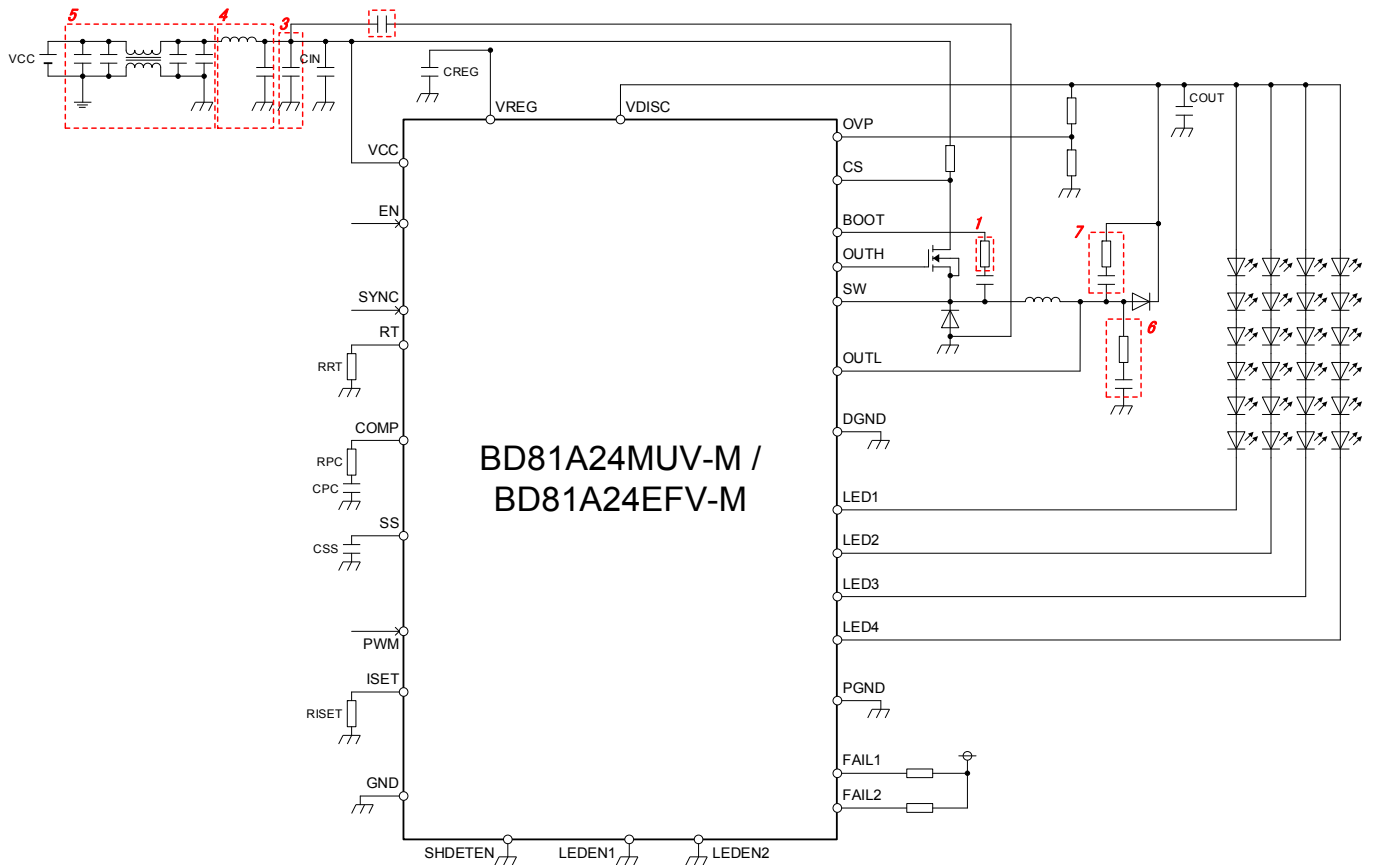 5
4
3
VCC
CIN
CREG
VREG
VDISC
COUT
VCC
OVP
CS
EN
BOOT
1
7
OUTH
SYNC
SW
RT
6
RRT
OUTL
COMP
DGND
RPC
CPC
BD81A24MUV-M /
BD81A24EFV-M
SS
LED1
CSS
LED2
LED3
PWM
LED4
ISET
PGND
RISET
FAIL1
GND
FAIL2
SHDETEN
LEDEN1
LEDEN2